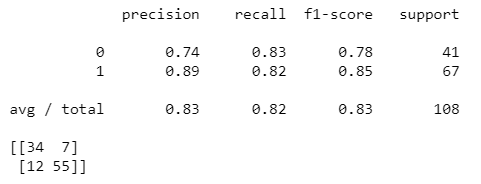 precision recall f1-score support
0 0.74 0.83 0.78 41
1 0.89 0.82 0.85 67
avg / total 0.83 0.82 0.83 108
[[34 7]
[12 55]]